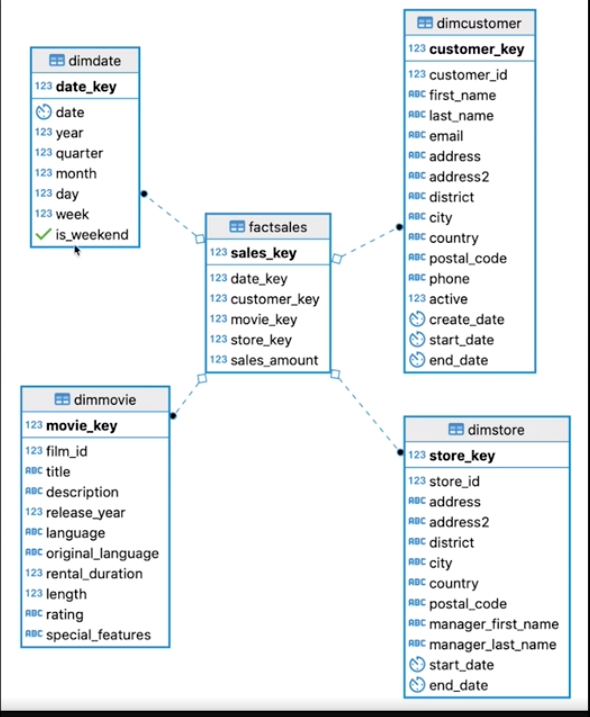 dimdate
123 date_key
date
123 year
123 quarter
123 month
123 day
123 week
is_weekend
dimcustomer
123 customer_key
123 customer_id
ABC first_name
ABC last_name
ABC email
ABC address
ABC address2
ABC district
ABC city
ABC country
ABC postal_code
ABC phone
123 active
create_date
start_date
end_date
factsales
123 sales_key
123 date_key
123 customer_key
123 movie_key
123 store_key
123 sales_amount
dimmovie
123 movie_key
123 film_id
ABC title
ABC description
123 release_year
ABC language
ABC original_language
123 rental_duration
123 length
ABC rating
ABC special_features
dimstore
123 store_key
123 store_id
ABC address
ABC address2
ABC district
ABC city
ABC country
ABC postal_code
ABC manager_first_name
ABC manager_last_name
start_date
end_date